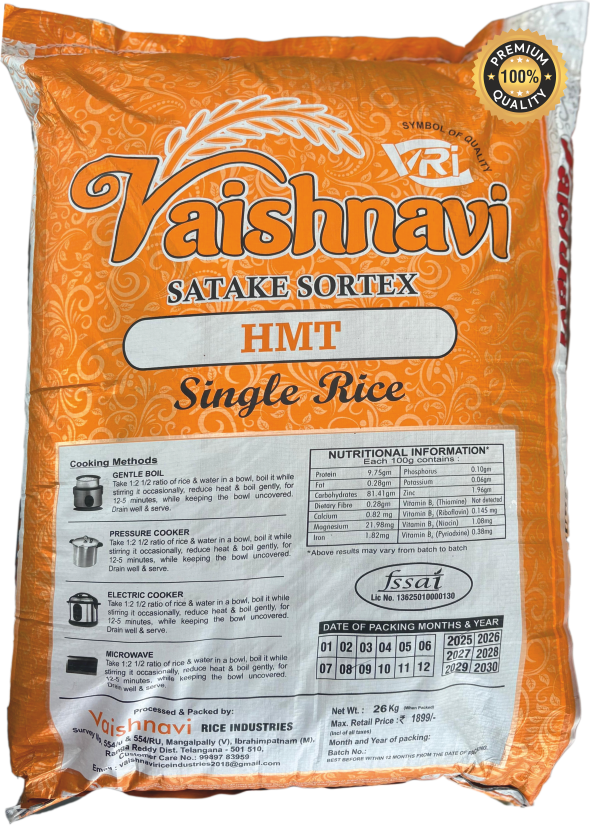 PREMIUM
100%
QUALITY
SYMBOL OF QUALITY
VRi
Vaishnavi
SATAKE SORTEX
HMT
Single Rice
Cooking Methods
GENTLE BOIL
Take 1:2 1/2 ratio of rice & water in a bowl, boil it while
stirring it occasionally, reduce heat & boil gently, for
12-5 minutes, while keeping the bowl uncovered.
Drain well & serve.
PRESSURE COOKER
Take 1:2 1/2 ratio of rice & water in a bowl, boil it while
stirring it occasionally, reduce heat & boil gently, for
12-5 minutes, while keeping the bowl uncovered.
Drain well & serve.
ELECTRIC COOKER
Take 1:2 1/2 ratio of rice & water in a bowl, boil it while
stirring it occasionally, reduce heat & boil gently, for
12-5 minutes, while keeping the bowl uncovered.
Drain well & serve.
MICROWAVE
Take 1:2 1/2 ratio of rice & water in a bowl, boil it while
stirring it occasionally, reduce heat & boil gently, for
12-5 minutes, while keeping the bowl uncovered.
Drain well & serve.
NUTRITIONAL INFORMATION*
Each 100g contains :
Protein 9.75gm Phosphorus 0.10gm
Fat 0.28gm Potassium 0.06gm
Carbohydrates 81.41gm Zinc 1.96gm
Dietary Fibre 0.28gm Vitamin B₁ (Thiamine) Not detected
Calcium 0.82 mg Vitamin B₂ (Riboflavin) 0.145 mg
Magnesium 21.98mg Vitamin B₃ (Niacin) 1.08mg
Iron 1.82mg Vitamin B₆ (Pyriodxine) 0.38mg
*Above results may vary from batch to batch
fssai
Lic No. 13625010000130
DATE OF PACKING MONTHS & YEAR
01 02 03 04 05 06 2025 2026
2027 2028
07 08 09 10 11 12 2029 2030
Processed & Packed by:
Vaishnavi RICE INDUSTRIES
Survey No. 554/U & 554/RU, Mangalpally (V), Ibrahimpatnam (M),
Ranga Reddy Dist. Telangana - 501 510,
Customer Care No.: 99897 83959
Email : vaishnaviriceindustries2018@gmail.com
Net Wt. : 26 Kg (When Packed)
Max. Retail Price : ₹ 1899/-
(Incl of all taxes)
Month and Year of packing:
Batch No.:
BEST BEFORE WITHIN 12 MONTHS FROM THE DATE OF PACKING.